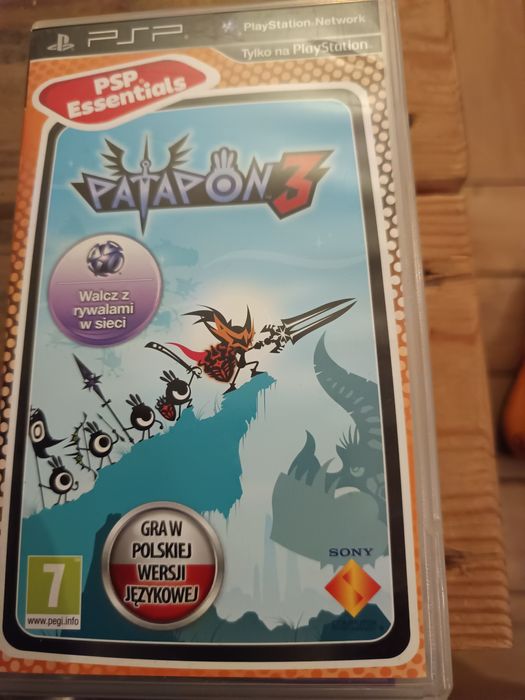 PSP
PlayStation Network
Tylko na PlayStation
PSP
Essentials
PATAPON 3
Walcz z
rywalami
w sieci
GRA W
POLSKIEJ
WERSJI
JĘZYKOWEJ
7
www.pegi.info
SONY